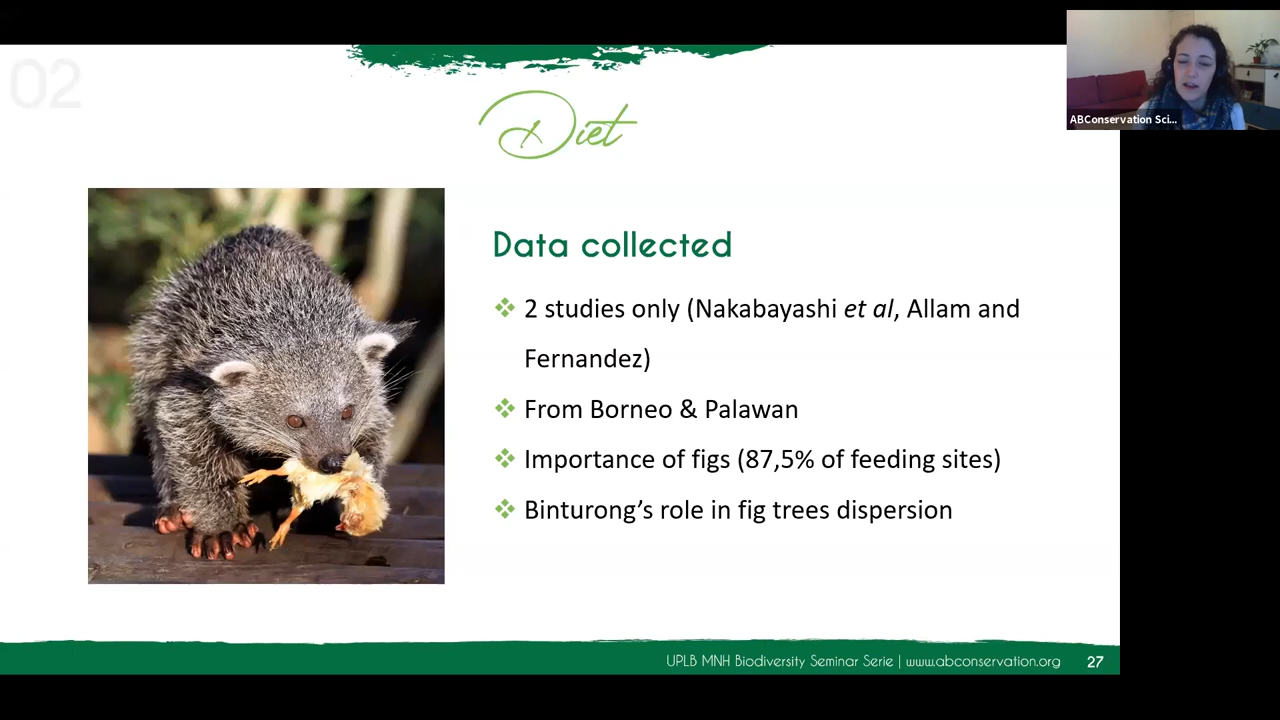 02
ABConservation Sci...
Diet
Data collected
2 studies only (Nakabayashi et al, Allam and
Fernandez)
From Borneo & Palawan
Importance of figs (87,5% of feeding sites)
Binturong's role in fig trees dispersion
UPLB MNH Biodiversity Seminar Serie | www.abconservation.org 27